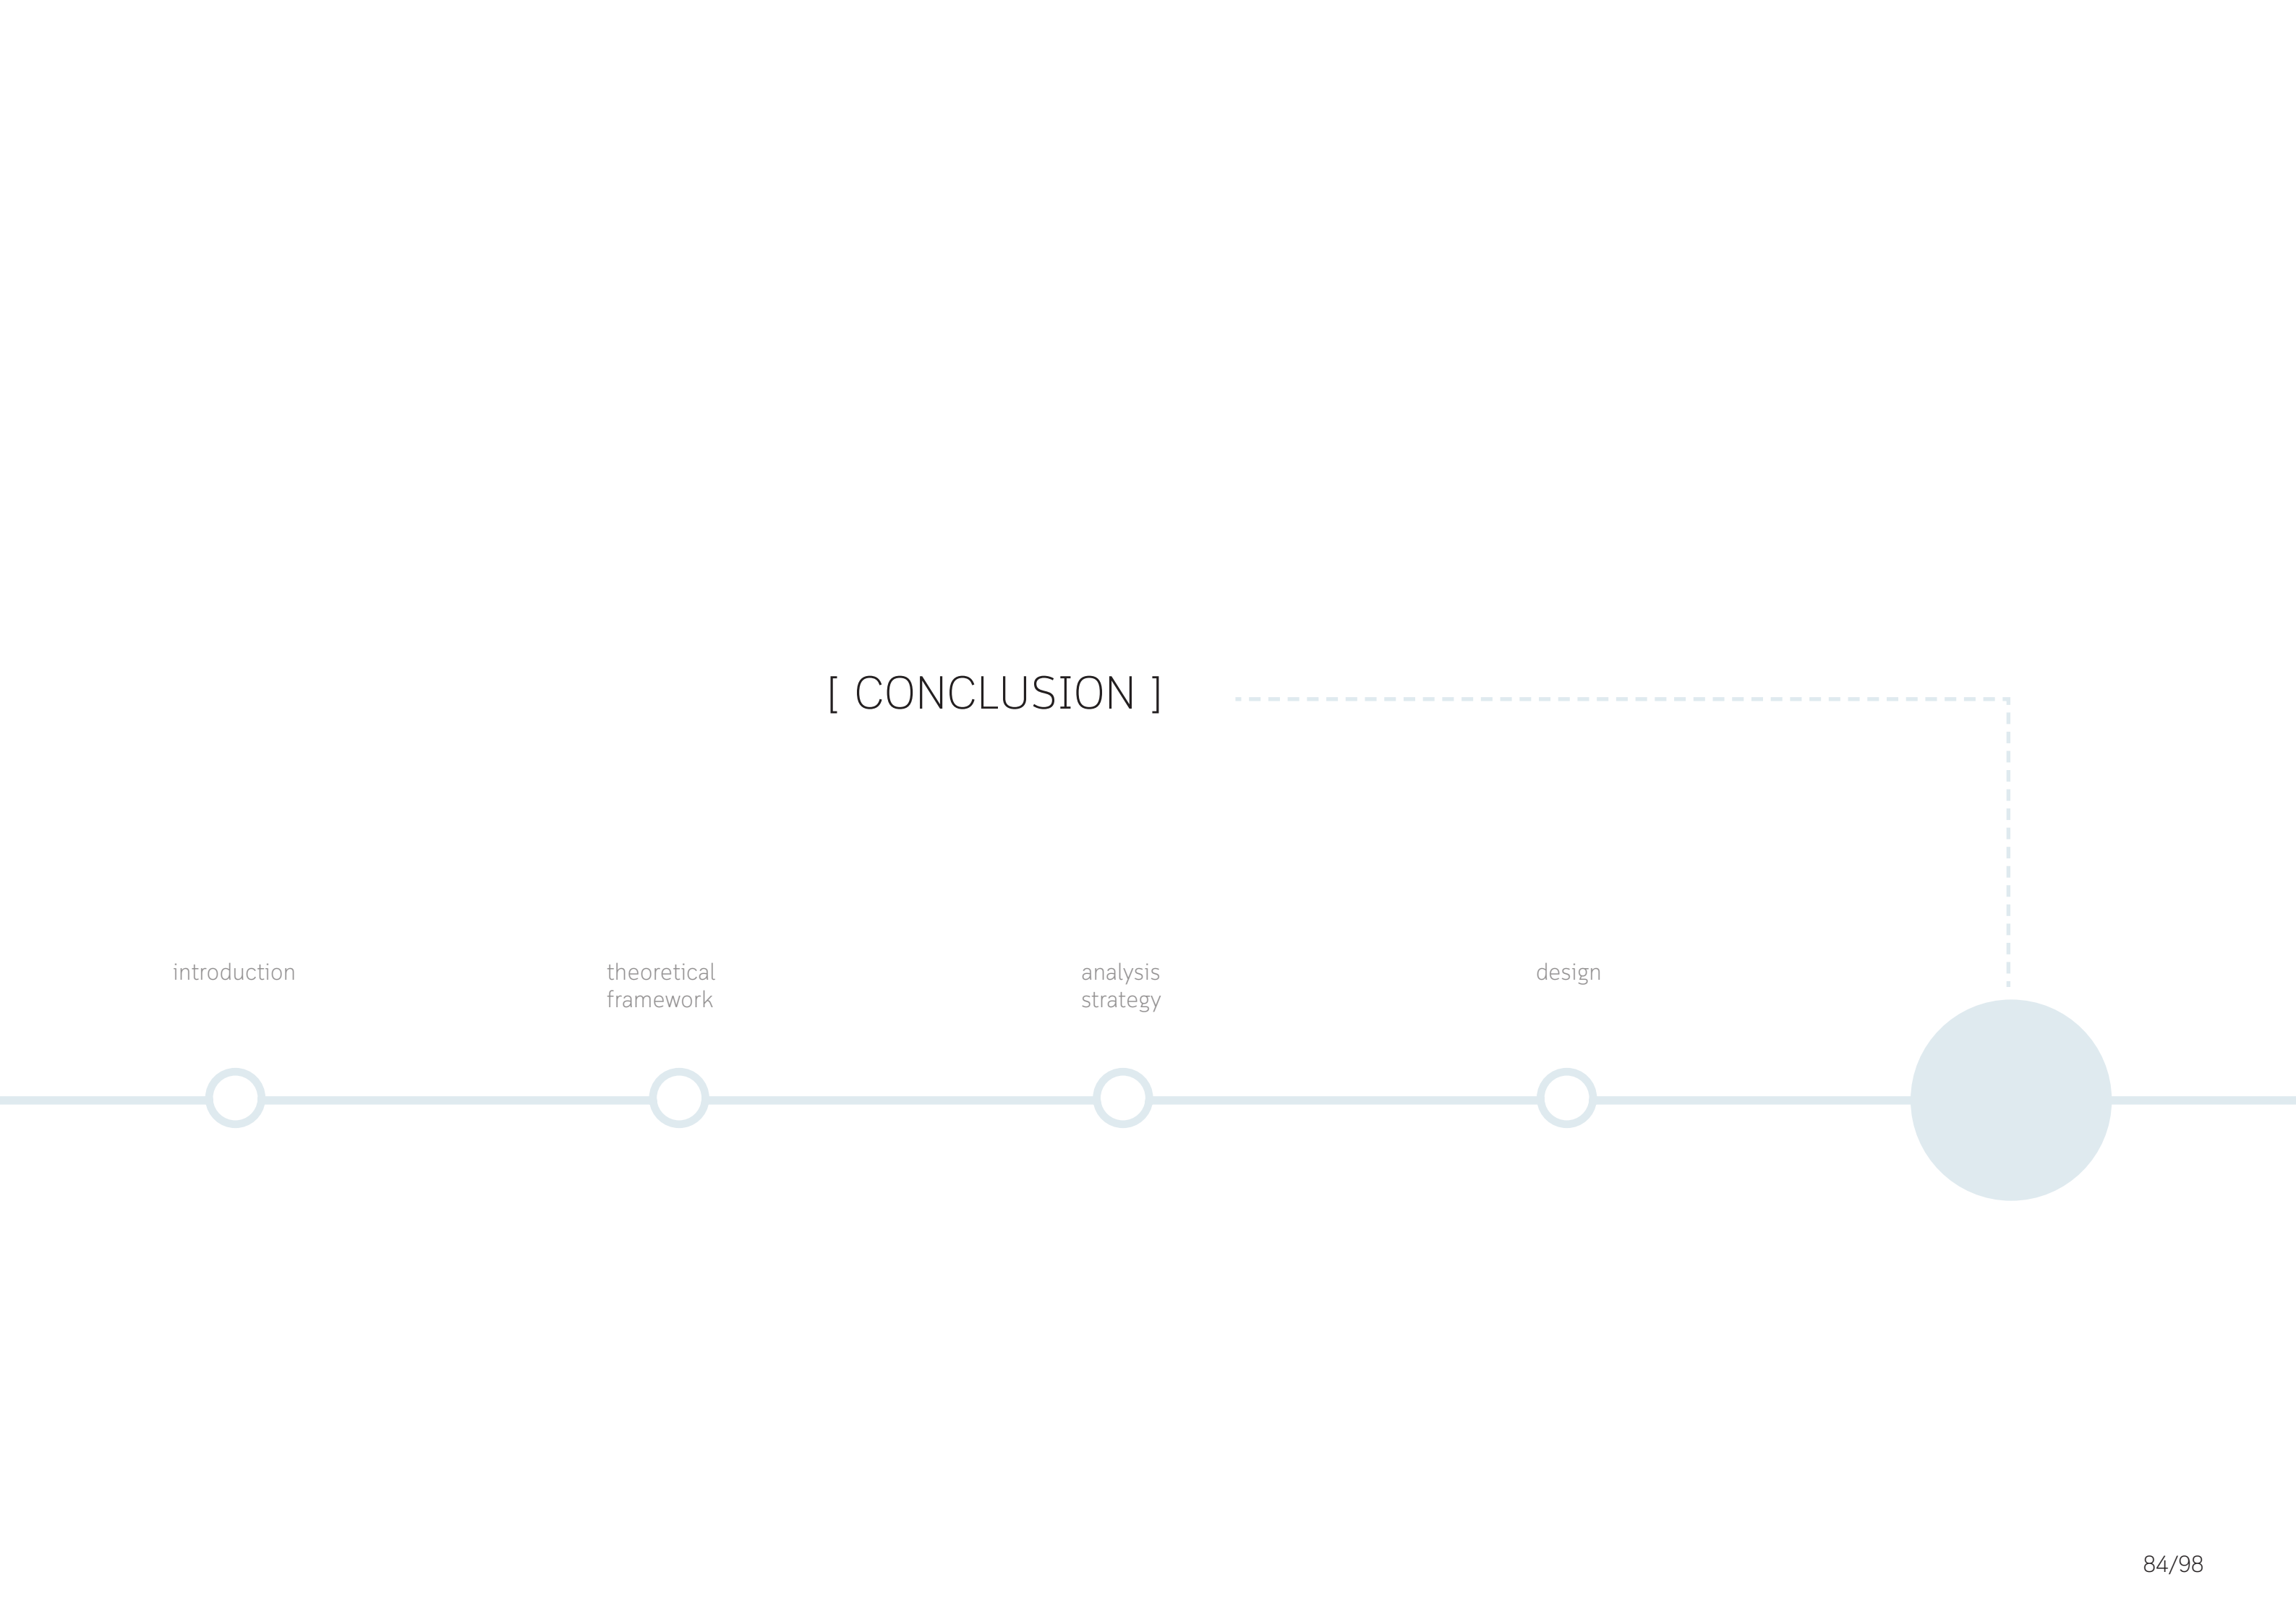 [ CONCLUSION ]
introduction
theoretical
framework
analysis
strategy
design
84/98